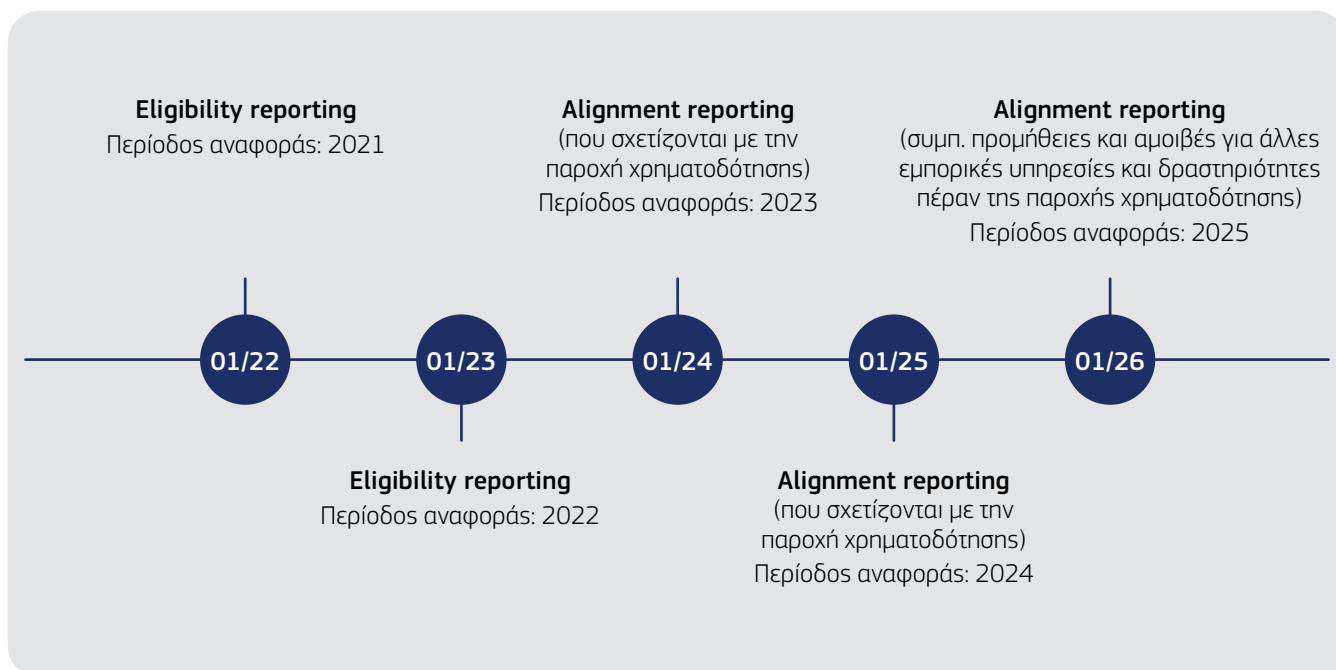 Eligibility reporting
Περίοδος αναφοράς: 2021
Alignment reporting
(που σχετίζονται με την
παροχή χρηματοδότησης)
Περίοδος αναφοράς: 2023
Alignment reporting
(συμπ. προμήθειες και αμοιβές για άλλες
εμπορικές υπηρεσίες και δραστηριότητες
πέραν της παροχής χρηματοδότησης)
Περίοδος αναφοράς: 2025
01/22
01/23
01/24
01/25
01/26
Eligibility reporting
Περίοδος αναφοράς: 2022
Alignment reporting
(που σχετίζονται με την
παροχή χρηματοδότησης)
Περίοδος αναφοράς: 2024